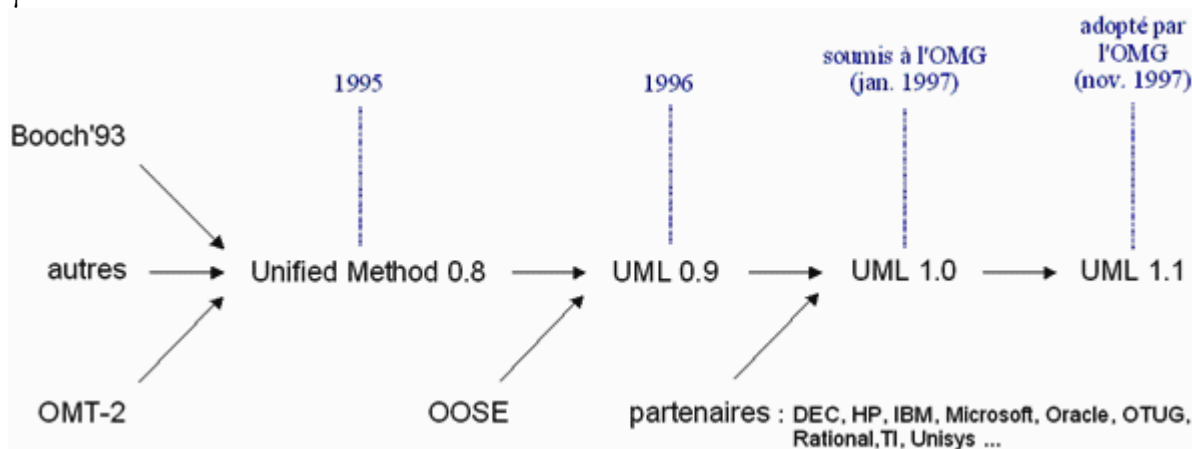 adopté par
l'OMG
(nov. 1997)
soumis à l'OMG
(jan. 1997)
1995
1996
Booch'93
autres
Unified Method 0.8
UML 0.9
UML 1.0
UML 1.1
OMT-2
OOSE
partenaires : DEC, HP, IBM, Microsoft, Oracle, OTUG,
Rational,TI, Unisys ...